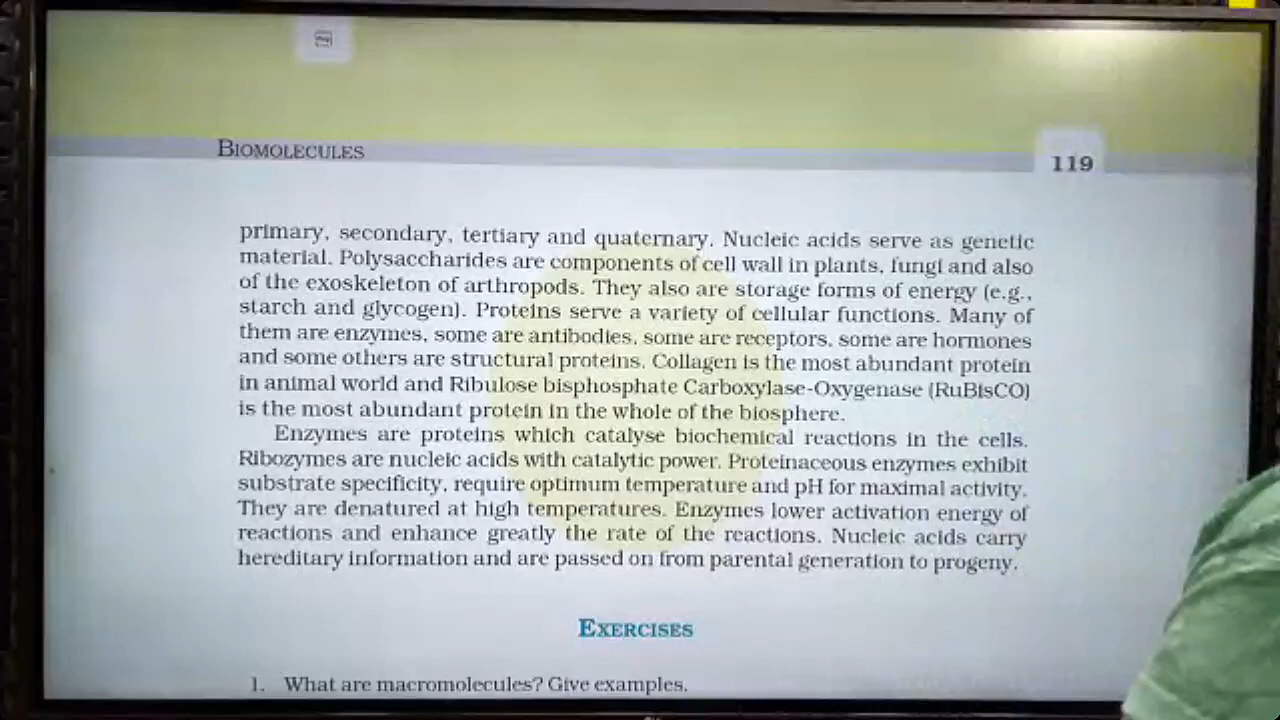 BIOMOLECULES
119
primary, secondary, tertiary and quaternary. Nucleic acids serve as genetic
material. Polysaccharides are components of cell wall in plants, fungi and also
of the exoskeleton of arthropods. They also are storage forms of energy (e.g.,
starch and glycogen). Proteins serve a variety of cellular functions. Many of
them are enzymes, some are antibodies, some are receptors, some are hormones
and some others are structural proteins. Collagen is the most abundant protein
in animal world and Ribulose bisphosphate Carboxylase-Oxygenase (RuBisCO)
is the most abundant protein in the whole of the biosphere.
Enzymes are proteins which catalyse biochemical reactions in the cells.
Ribozymes are nucleic acids with catalytic power. Proteinaceous enzymes exhibit
substrate specificity, require optimum temperature and pH for maximal activity.
They are denatured at high temperatures. Enzymes lower activation energy of
reactions and enhance greatly the rate of the reactions. Nucleic acids carry
hereditary information and are passed on from parental generation to progeny.
EXERCISES
1. What are macromolecules? Give examples.